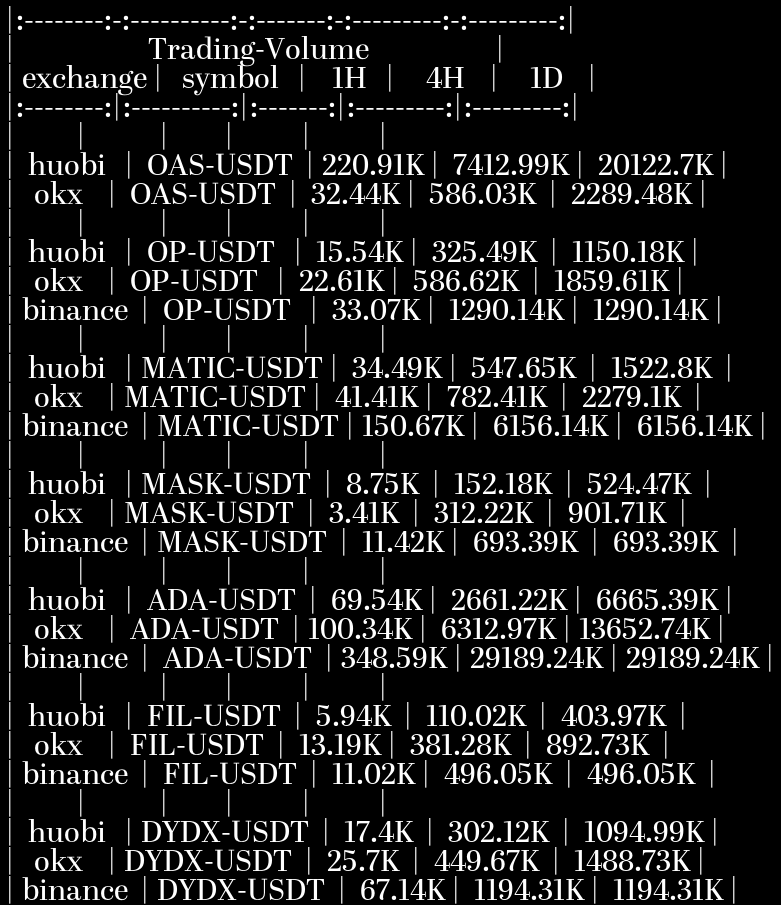 |:--------:-:----------:-:-------:-:---------:-:---------:|
| Trading-Volume |
| exchange | symbol | 1H | 4H | 1D |
|:--------:|:----------:|:-------:|:---------:|:---------:|
| | | | | |
| huobi | OAS-USDT | 220.91K | 7412.99K | 20122.7K |
| okx | OAS-USDT | 32.44K | 586.03K | 2289.48K |
| | | | | |
| huobi | OP-USDT | 15.54K | 325.49K | 1150.18K |
| okx | OP-USDT | 22.61K | 586.62K | 1859.61K |
| binance | OP-USDT | 33.07K | 1290.14K | 1290.14K |
| | | | | |
| huobi | MATIC-USDT | 34.49K | 547.65K | 1522.8K |
| okx | MATIC-USDT | 41.41K | 782.41K | 2279.1K |
| binance | MATIC-USDT | 150.67K | 6156.14K | 6156.14K |
| | | | | |
| huobi | MASK-USDT | 8.75K | 152.18K | 524.47K |
| okx | MASK-USDT | 3.41K | 312.22K | 901.71K |
| binance | MASK-USDT | 11.42K | 693.39K | 693.39K |
| | | | | |
| huobi | ADA-USDT | 69.54K | 2661.22K | 6665.39K |
| okx | ADA-USDT | 100.34K | 6312.97K | 13652.74K |
| binance | ADA-USDT | 348.59K | 29189.24K | 29189.24K |
| | | | | |
| huobi | FIL-USDT | 5.94K | 110.02K | 403.97K |
| okx | FIL-USDT | 13.19K | 381.28K | 892.73K |
| binance | FIL-USDT | 11.02K | 496.05K | 496.05K |
| | | | | |
| huobi | DYDX-USDT | 17.4K | 302.12K | 1094.99K |
| okx | DYDX-USDT | 25.7K | 449.67K | 1488.73K |
| binance | DYDX-USDT | 67.14K | 1194.31K | 1194.31K |